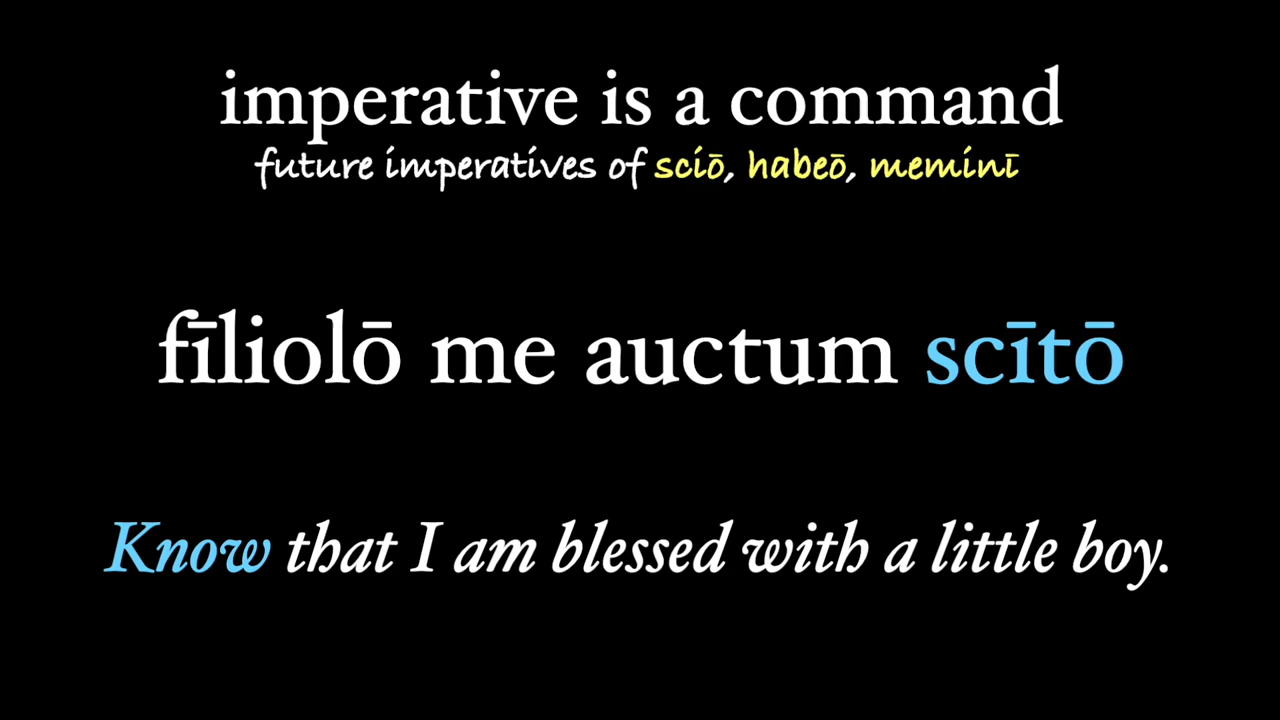 imperative is a command
future imperatives of sciō, habeō, meminī
fīliolō me auctum scītō
Know that I am blessed with a little boy.